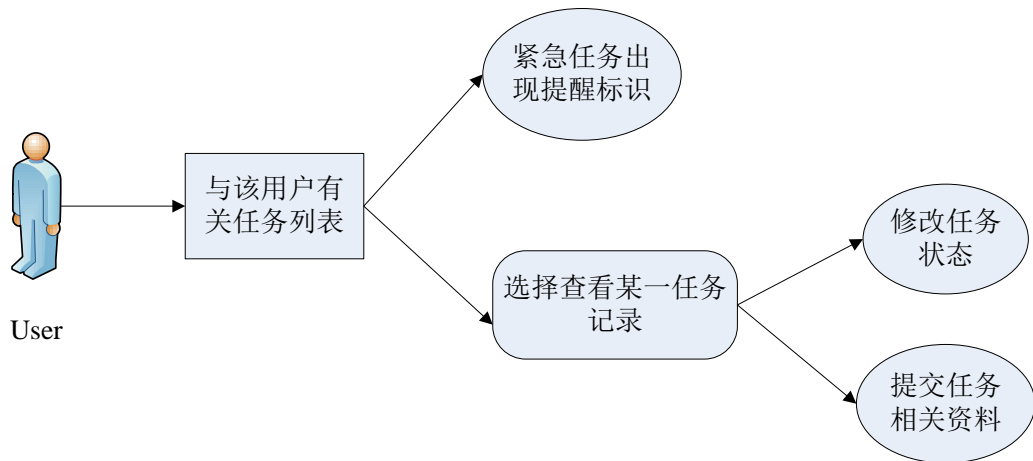 紧急任务出
现提醒标识
与该用户有
关任务列表
修改任务
状态
选择查看某一任务
记录
User
提交任务
相关资料